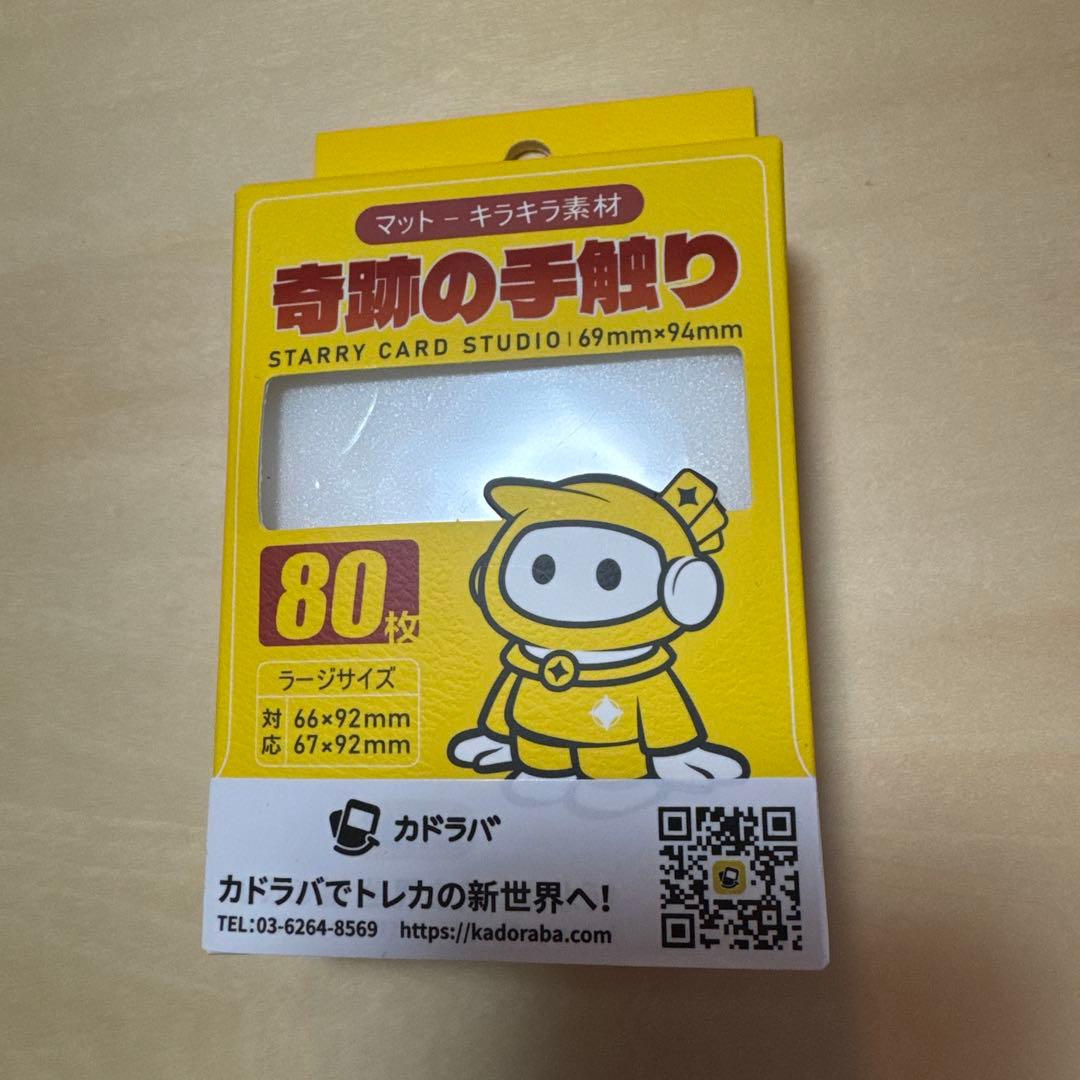 マット - キラキラ素材
奇跡の手触り
STARRY CARD STUDIO | 69mm×94mm
80枚
ラージサイズ
対応 66×92mm
67×92mm
カドラバ
カドラバでトレカの新世界へ!
TEL:03-6264-8569 https://kadoraba.com